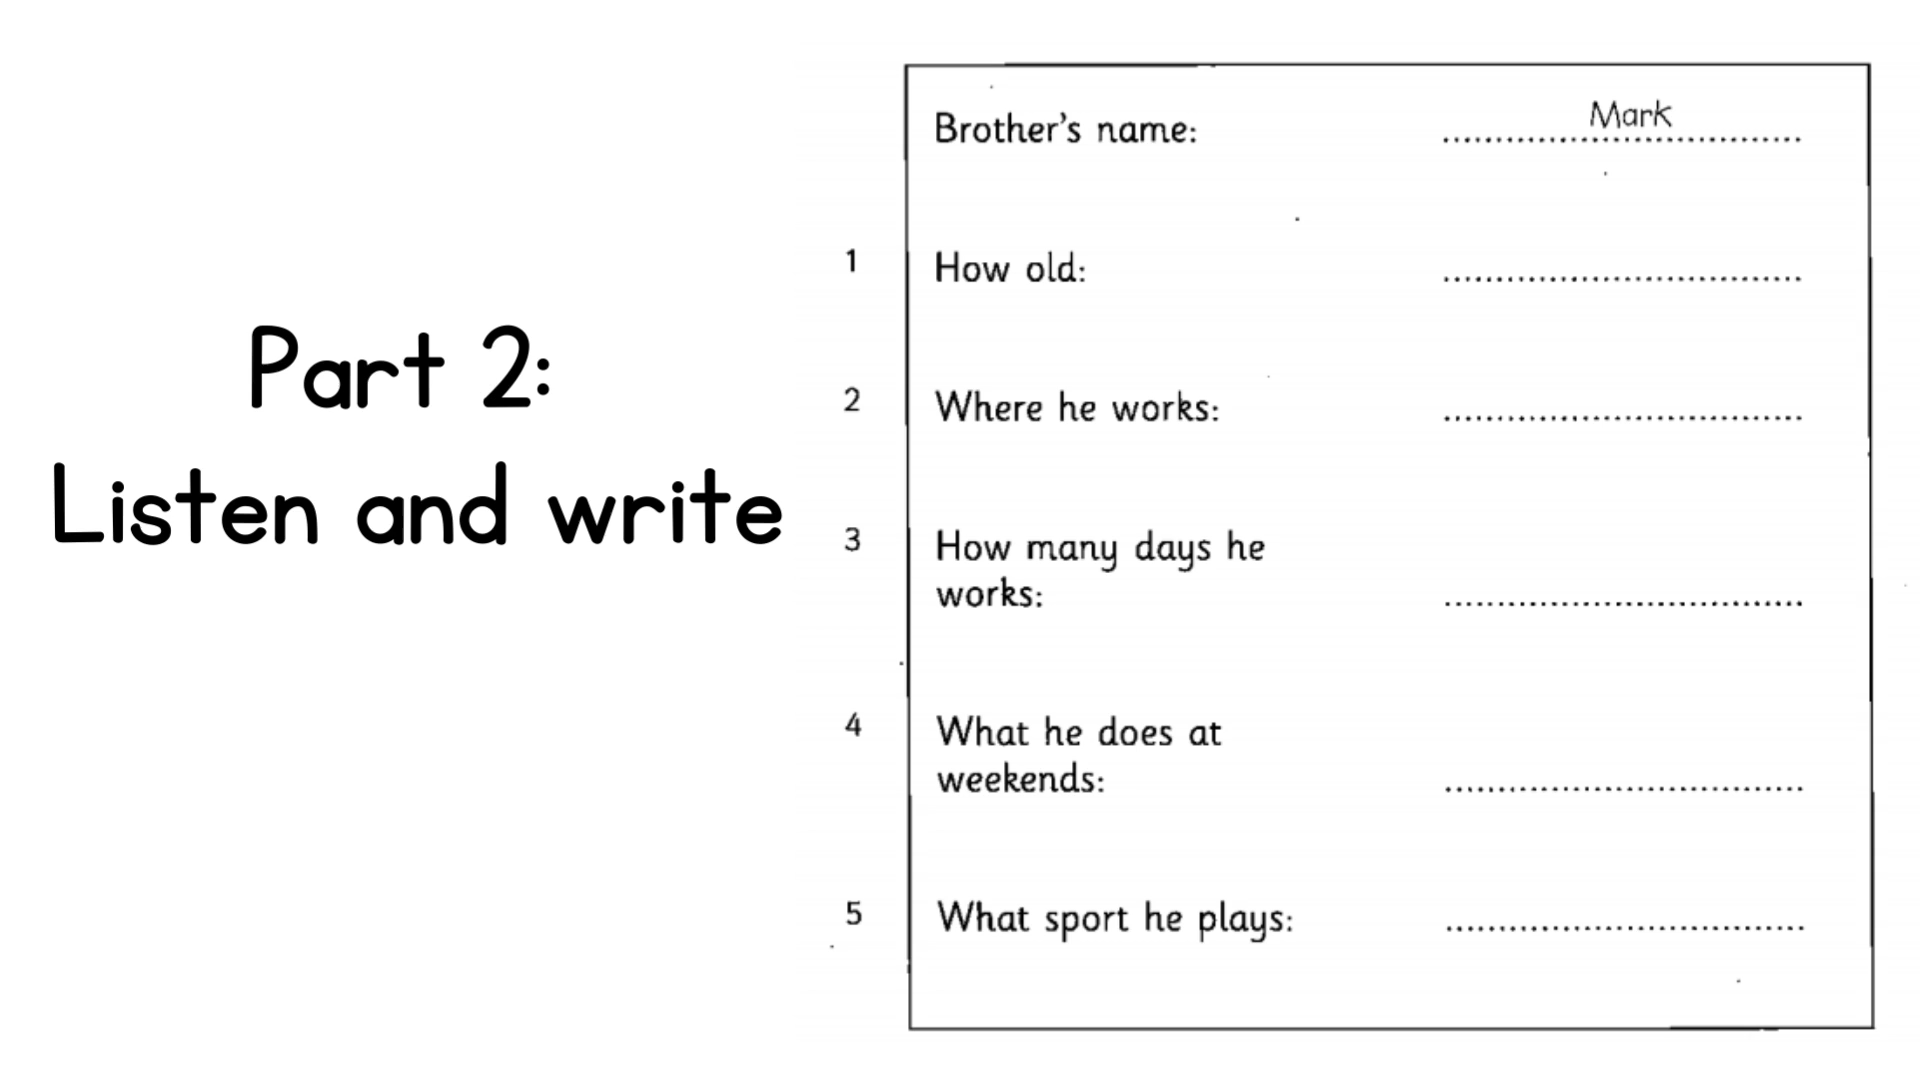 Part 2:
Listen and write
Brother's name: Mark
1 How old:
2 Where he works:
3 How many days he
works:
4 What he does at
weekends:
5 What sport he plays: